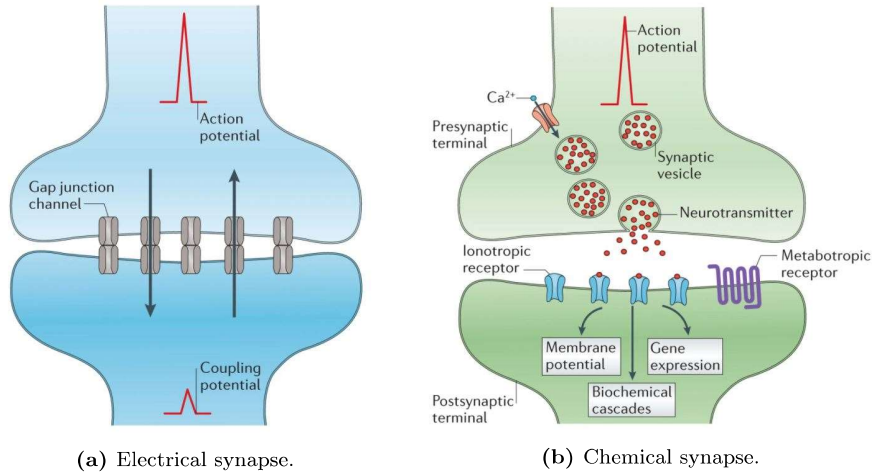 Action
potential
Gap junction
channel
Coupling
potential
(a) Electrical synapse.
Action
potential
Ca²⁺
Presynaptic
terminal
Synaptic
vesicle
Neurotransmitter
Ionotropic
receptor
Metabotropic
receptor
Membrane
potential
Gene
expression
Biochemical
cascades
Postsynaptic
terminal
(b) Chemical synapse.